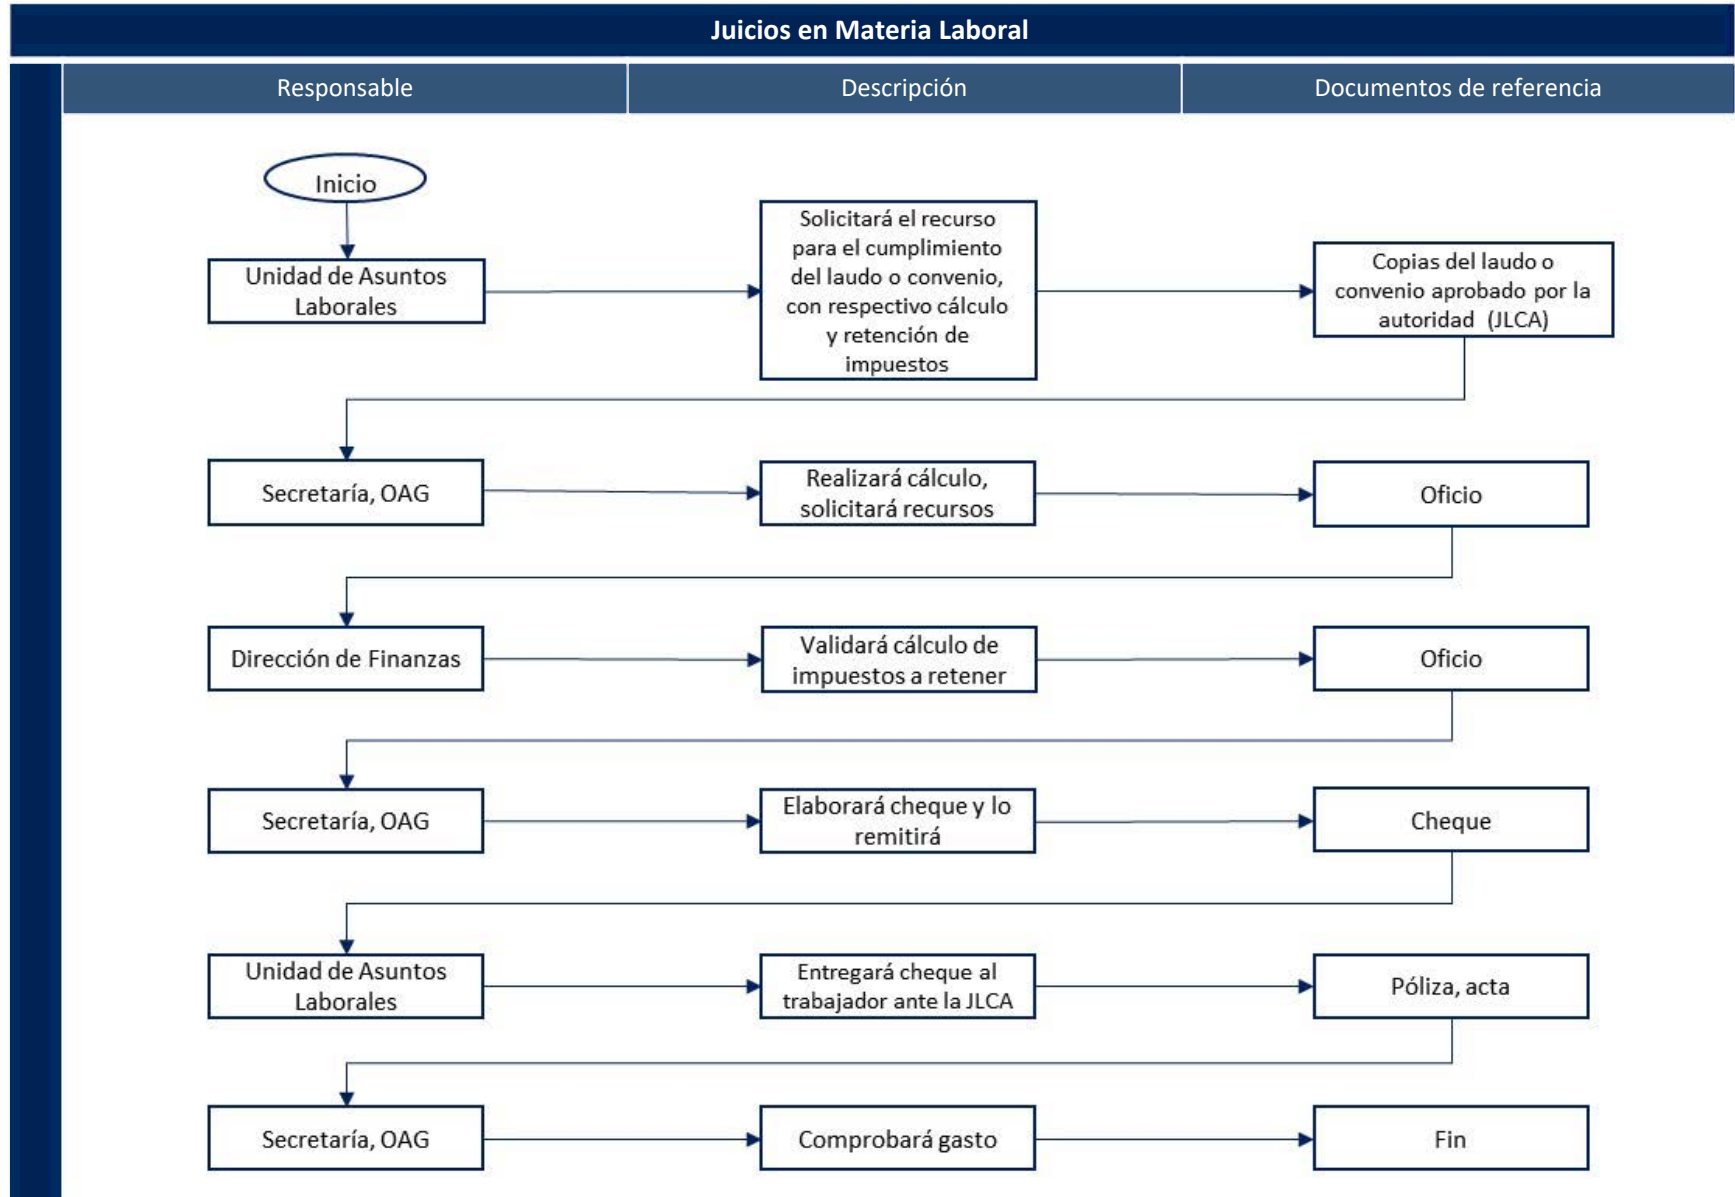 Juicios en Materia Laboral
Responsable
Descripción
Documentos de referencia
Inicio
Unidad de Asuntos
Laborales
Solicitará el recurso
para el cumplimiento
del laudo o convenio,
con respectivo cálculo
y retención de
impuestos
Copias del laudo o
convenio aprobado por la
autoridad (JLCA)
Secretaría, OAG
Realizará cálculo,
solicitará recursos
Oficio
Dirección de Finanzas
Validará cálculo de
impuestos a retener
Oficio
Secretaría, OAG
Elaborará cheque y lo
remitirá
Cheque
Unidad de Asuntos
Laborales
Entregará cheque al
trabajador ante la JLCA
Póliza, acta
Secretaría, OAG
Comprobará gasto
Fin